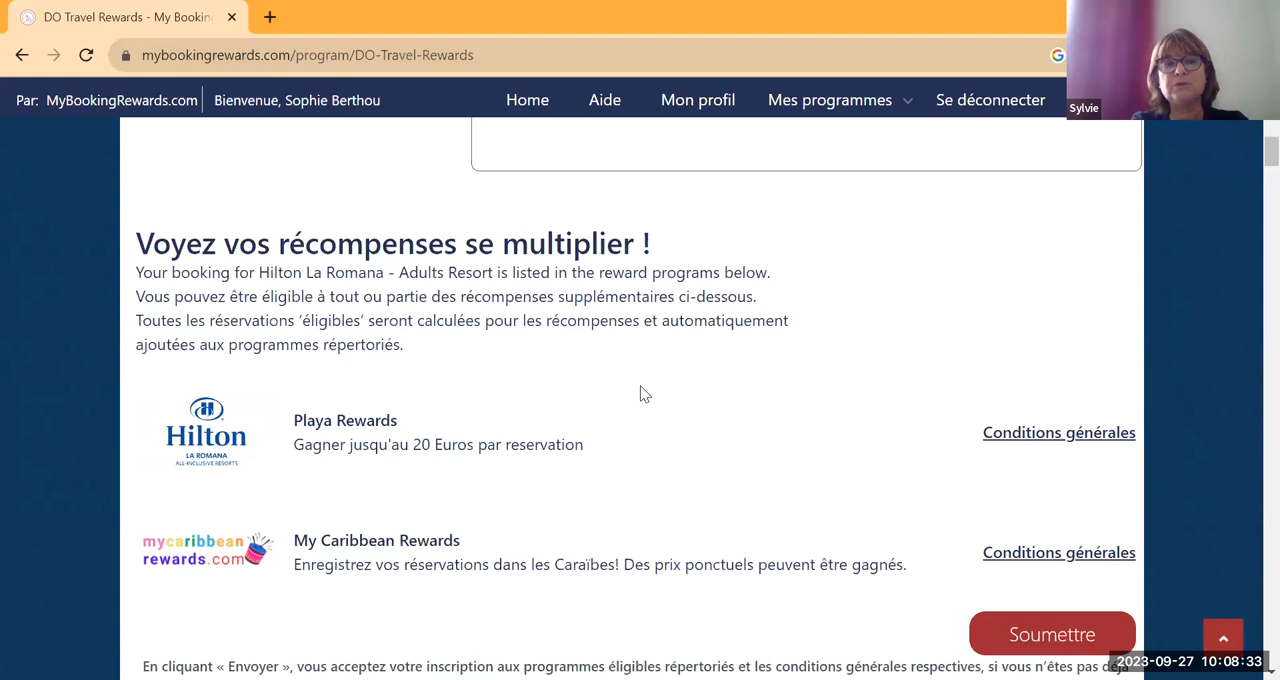 DO Travel Rewards - My Bookin
mybookingrewards.com/program/DO-Travel-Rewards
Par: MyBookingRewards.com
Bienvenue, Sophie Berthou
Home
Aide
Mon profil
Mes programmes
Se déconnecter
Sylvie
Voyez vos récompenses se multiplier !
Your booking for Hilton La Romana - Adults Resort is listed in the reward programs below.
Vous pouvez être éligible à tout ou partie des récompenses supplémentaires ci-dessous.
Toutes les réservations ‘éligibles’ seront calculées pour les récompenses et automatiquement
ajoutées aux programmes répertoriés.
Hilton
LA ROMANA
ALL-INCLUSIVE RESORTS
Playa Rewards
Gagner jusqu'au 20 Euros par reservation
Conditions générales
mycaribbean
rewards.com
My Caribbean Rewards
Enregistrez vos réservations dans les Caraïbes! Des prix ponctuels peuvent être gagnés.
Conditions générales
Soumettre
En cliquant « Envoyer », vous acceptez votre inscription aux programmes éligibles répertoriés et les conditions générales respectives, si vous n’êtes pas déjà
2023-09-27 10:08:33